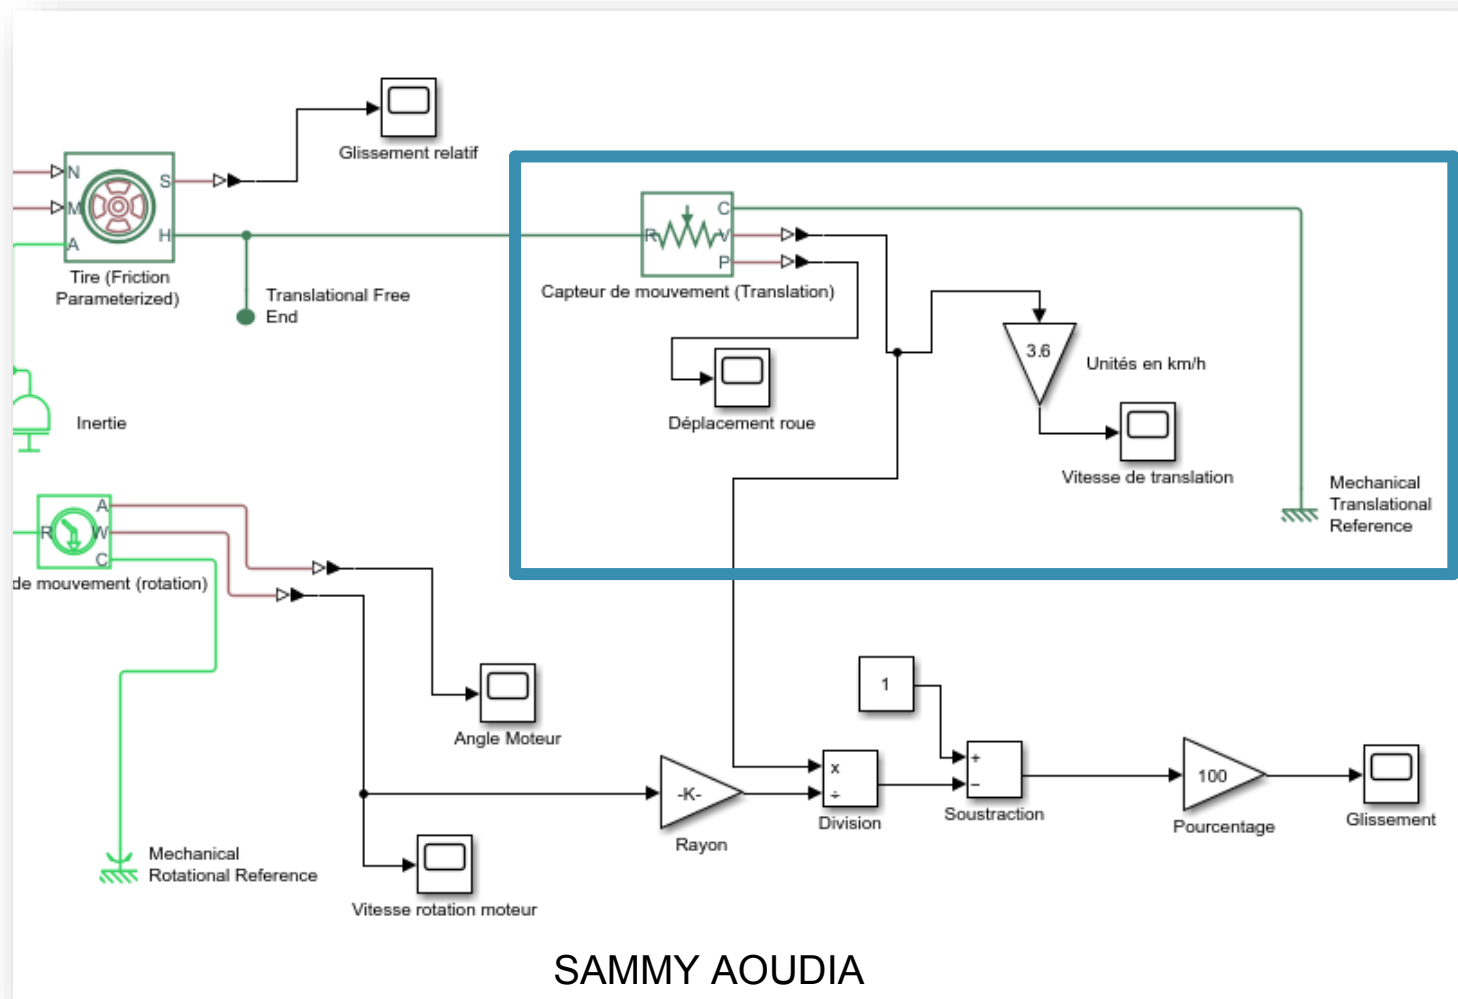 Glissement relatif
N
S
M
H
A
Tire (Friction
Parameterized)
Translational Free
End
C
R
V
P
Capteur de mouvement (Translation)
3.6
Unités en km/h
Déplacement roue
Vitesse de translation
Mechanical
Translational
Reference
Inertie
A
R
W
C
de mouvement (rotation)
Angle Moteur
1
-K-
Rayon
x
÷
Division
+
−
Soustraction
100
Pourcentage
Glissement
Mechanical
Rotational Reference
Vitesse rotation moteur
SAMMY AOUDIA